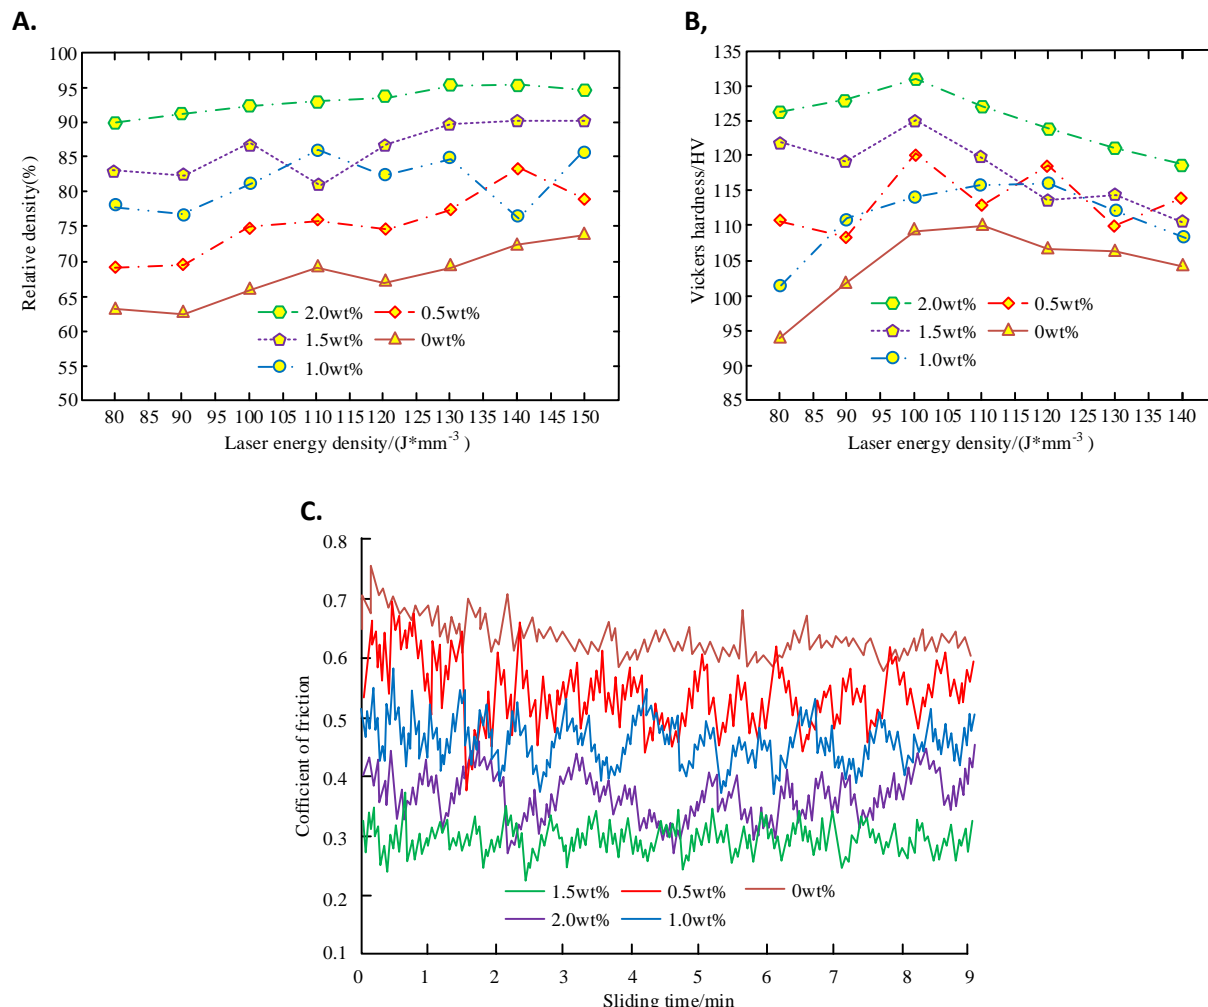 A.
Relative density(%)
100
95
90
85
80
75
70
65
60
55
50
80 85 90 95 100 105 110 115 120 125 130 135 140 145 150
Laser energy density/(J*mm-3 )
2.0wt% 0.5wt%
1.5wt% 0wt%
1.0wt%
B,
Vickers hardness/HV
135
130
125
120
115
110
105
100
95
90
85
80 85 90 95 100 105 110 115 120 125 130 135 140
Laser energy density/(J*mm-3 )
2.0wt% 0.5wt%
1.5wt% 0wt%
1.0wt%
C.
Cofficient of friction
0.8
0.7
0.6
0.5
0.4
0.3
0.2
0.1
0 1 2 3 4 5 6 7 8 9
Sliding time/min
1.5wt% 0.5wt% 0wt%
2.0wt% 1.0wt%